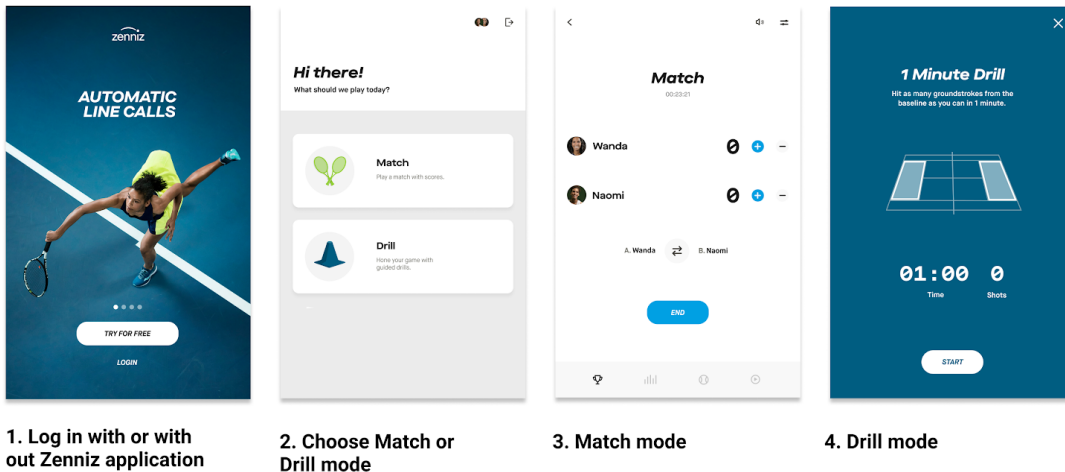 zenniz
AUTOMATIC
LINE CALLS
TRY FOR FREE
LOGIN
1. Log in with or with
out Zenniz application
Hi there!
What should we play today?
Match
Play a match with scores.
Drill
Hone your game with
guided drills.
2. Choose Match or
Drill mode
Match
00:23:21
Wanda 0 + −
Naomi 0 + −
A. Wanda B. Naomi
END
3. Match mode
1 Minute Drill
Hit as many groundstrokes from the
baseline as you can in 1 minute.
01:00 0
Time Shots
START
4. Drill mode